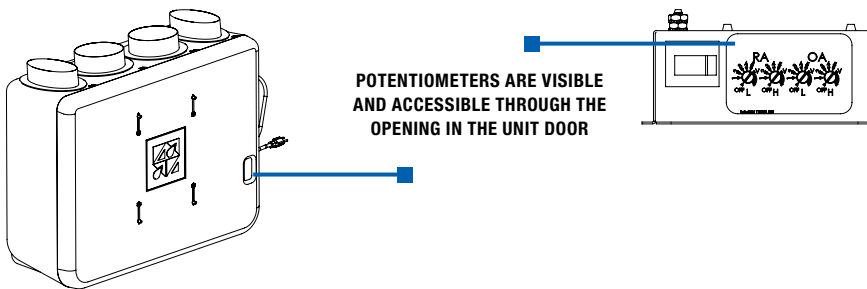 RA OA
OFF L OFF H OFF L OFF H
POTENTIOMETERS ARE VISIBLE
AND ACCESSIBLE THROUGH THE
OPENING IN THE UNIT DOOR